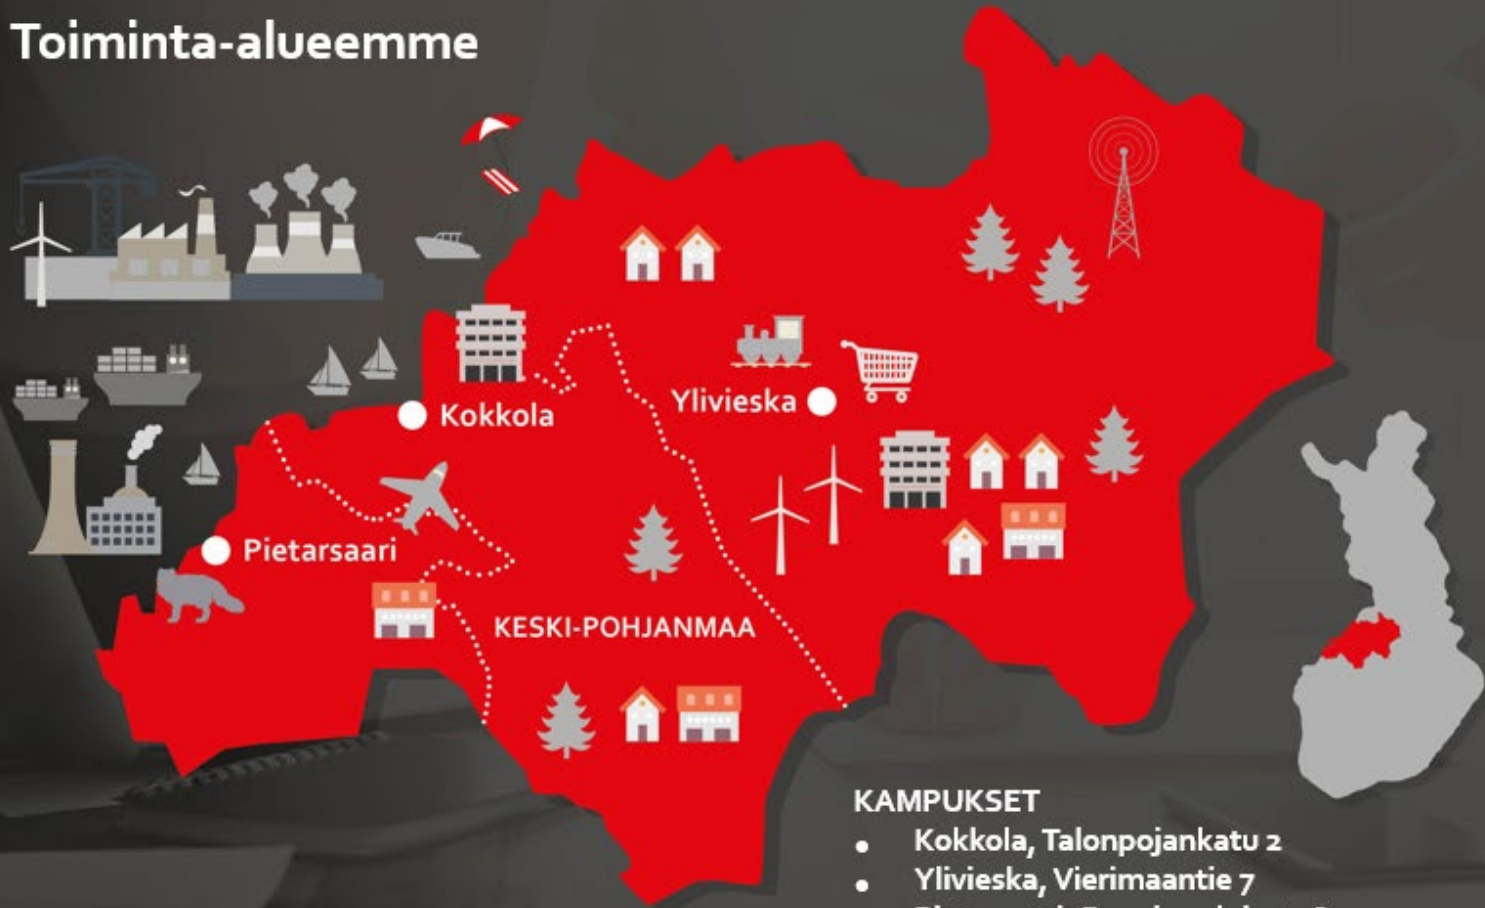 Toiminta-alueemme
Kokkola
Ylivieska
Pietarsaari
KESKI-POHJANMAA
KAMPUKSET
• Kokkola, Talonpojankatu 2
• Ylivieska, Vierimaantie 7